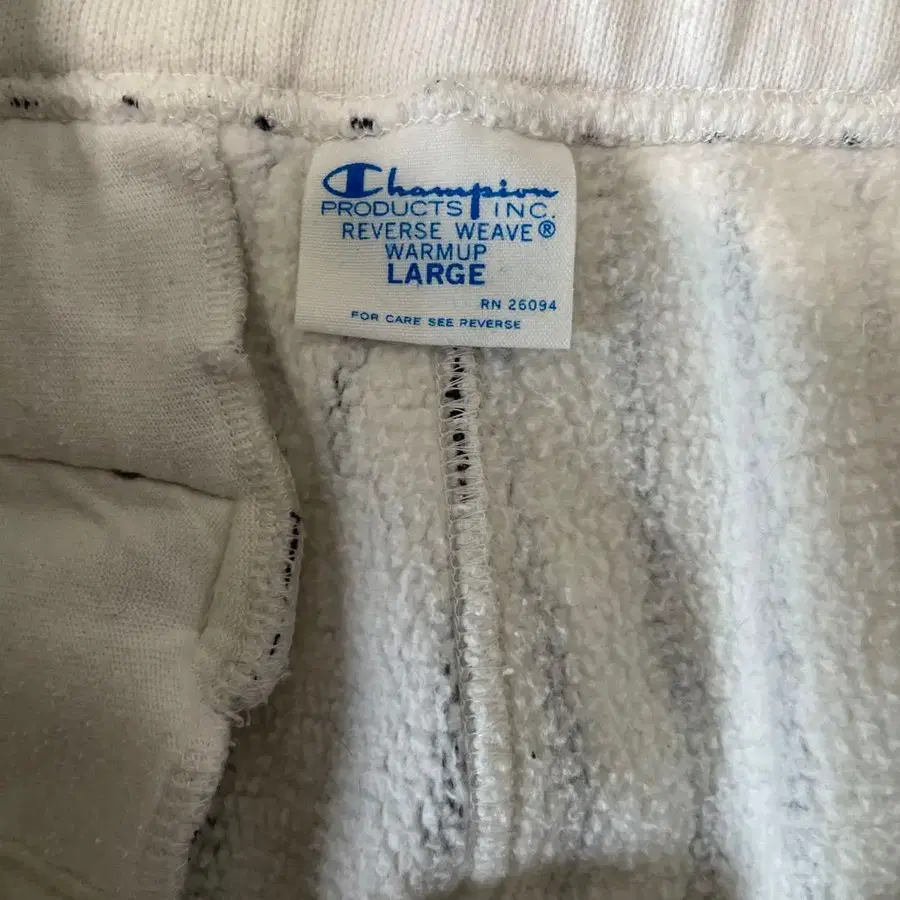 Champion
PRODUCTS INC.
REVERSE WEAVE®
WARMUP
LARGE
RN 26094
FOR CARE SEE REVERSE